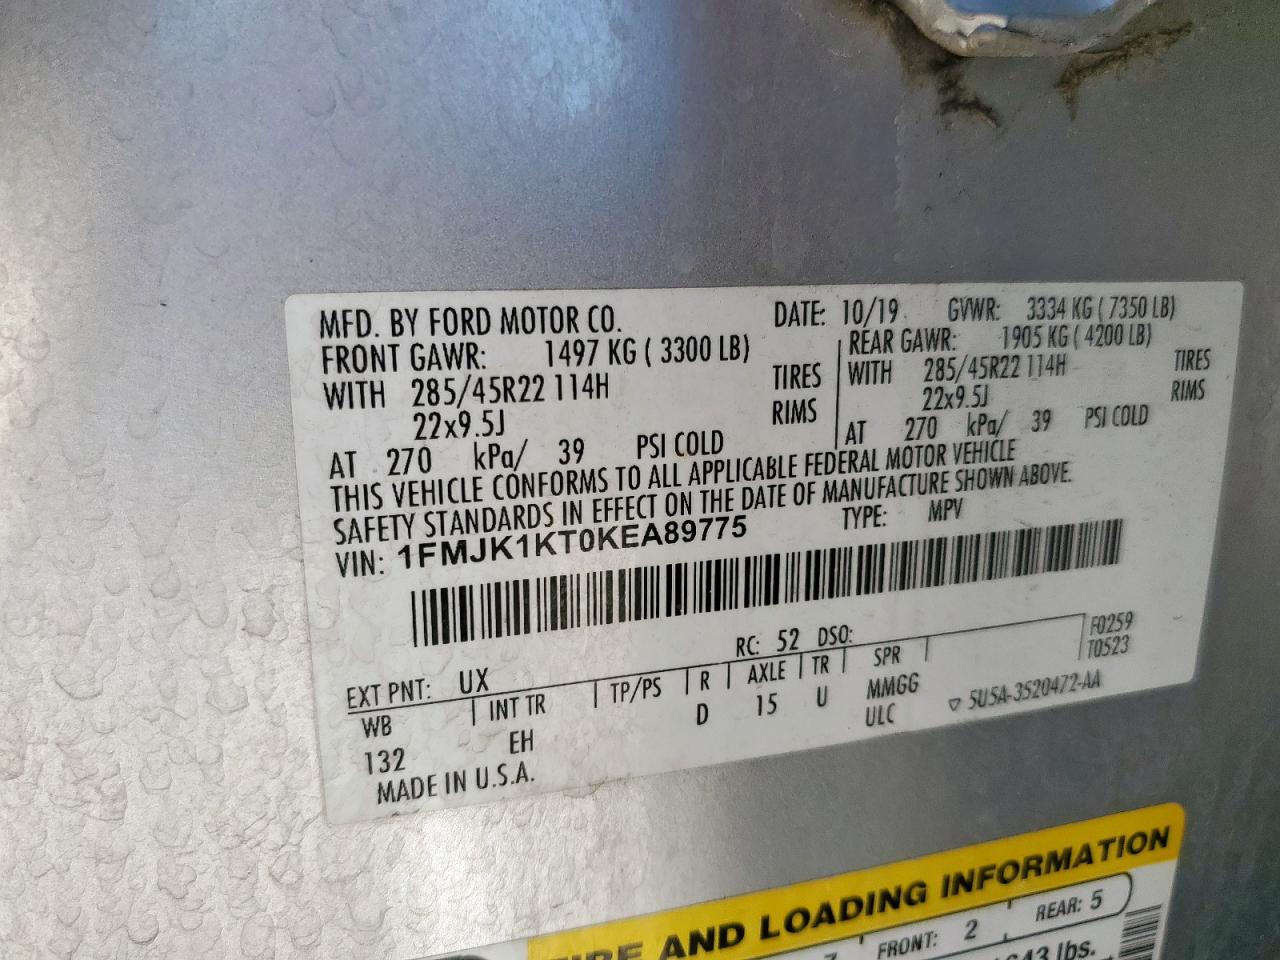 MFD. BY FORD MOTOR CO. DATE: 10/19 GVWR: 3334 KG ( 7350 LB)
FRONT GAWR: 1497 KG ( 3300 LB) REAR GAWR: 1905 KG ( 4200 LB)
WITH 285/45R22 114H TIRES WITH 285/45R22 114H TIRES
22x9.5J RIMS 22x9.5J RIMS
AT 270 kPa/ 39 PSI COLD AT 270 kPa/ 39 PSI COLD
THIS VEHICLE CONFORMS TO ALL APPLICABLE FEDERAL MOTOR VEHICLE
SAFETY STANDARDS IN EFFECT ON THE DATE OF MANUFACTURE SHOWN ABOVE.
VIN: 1FMJK1KT0KEA89775 TYPE: MPV
EXT PNT: UX RC: 52 DSO: F0259
WB INT TR TP/PS R AXLE TR SPR T0523
132 EH D 15 U MMGG
ULC ▽ 5U5A-3520472-AA
MADE IN U.S.A.
AND LOADING INFORMATION
FRONT: 2 REAR: 5
lbs.